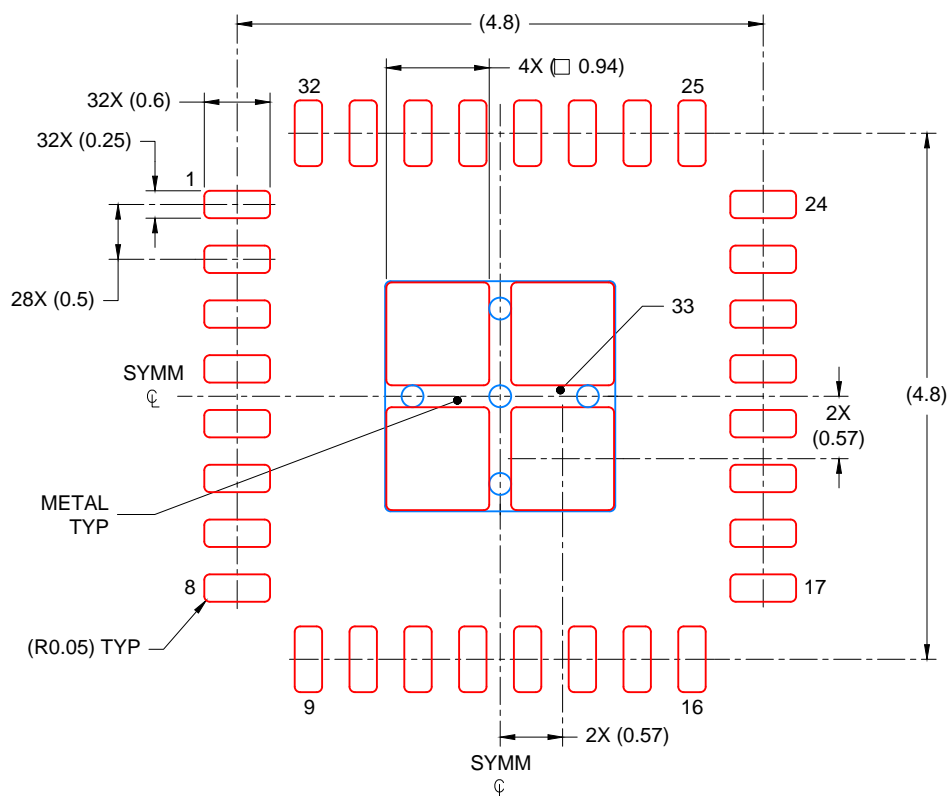 (4.8)
4X (□ 0.94)
32X (0.6)
32
25
32X (0.25)
1
24
28X (0.5)
33
SYMM
℄
(4.8)
2X
(0.57)
METAL
TYP
8
17
(R0.05) TYP
9
16
2X (0.57)
SYMM
℄